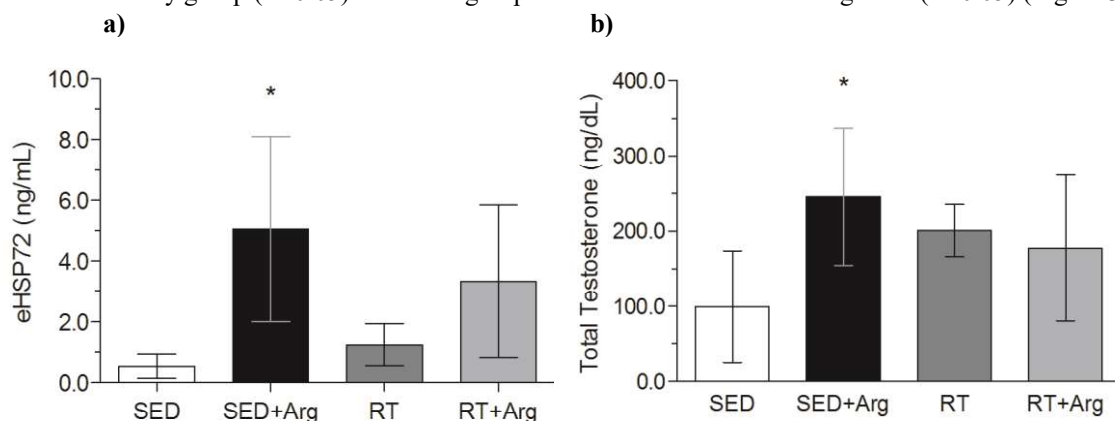 group
a)
10.0
8.0
6.0
4.0
2.0
0.0
eHSP72 (ng/mL)
*
SED SED+Arg RT RT+Arg
b)
400.0
300.0
200.0
100.0
0.0
Total Testosterone (ng/dL)
*
SED SED+Arg RT RT+Arg